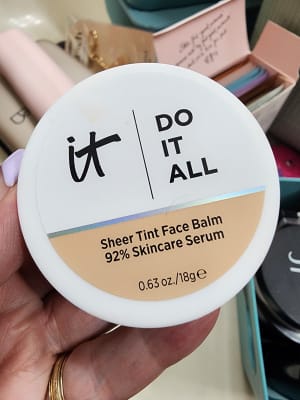 it
DO
IT
ALL
Sheer Tint Face Balm
92% Skincare Serum
0.63 oz./18g℮